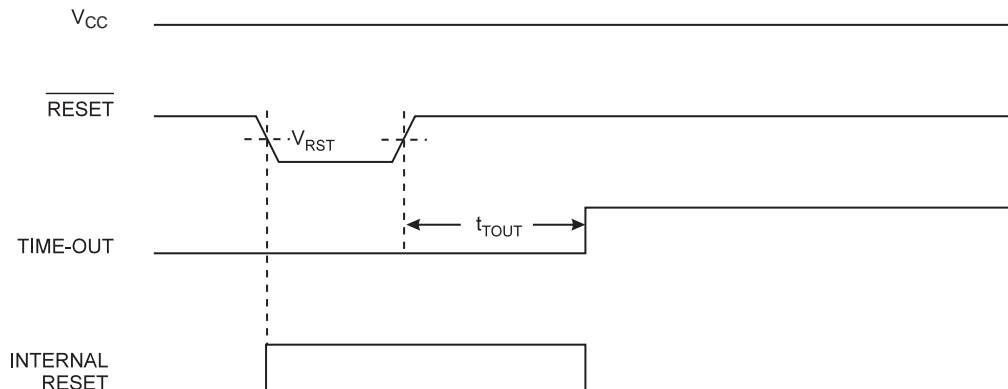 VCC
RESET
VRST
tTOUT
TIME-OUT
INTERNAL
RESET